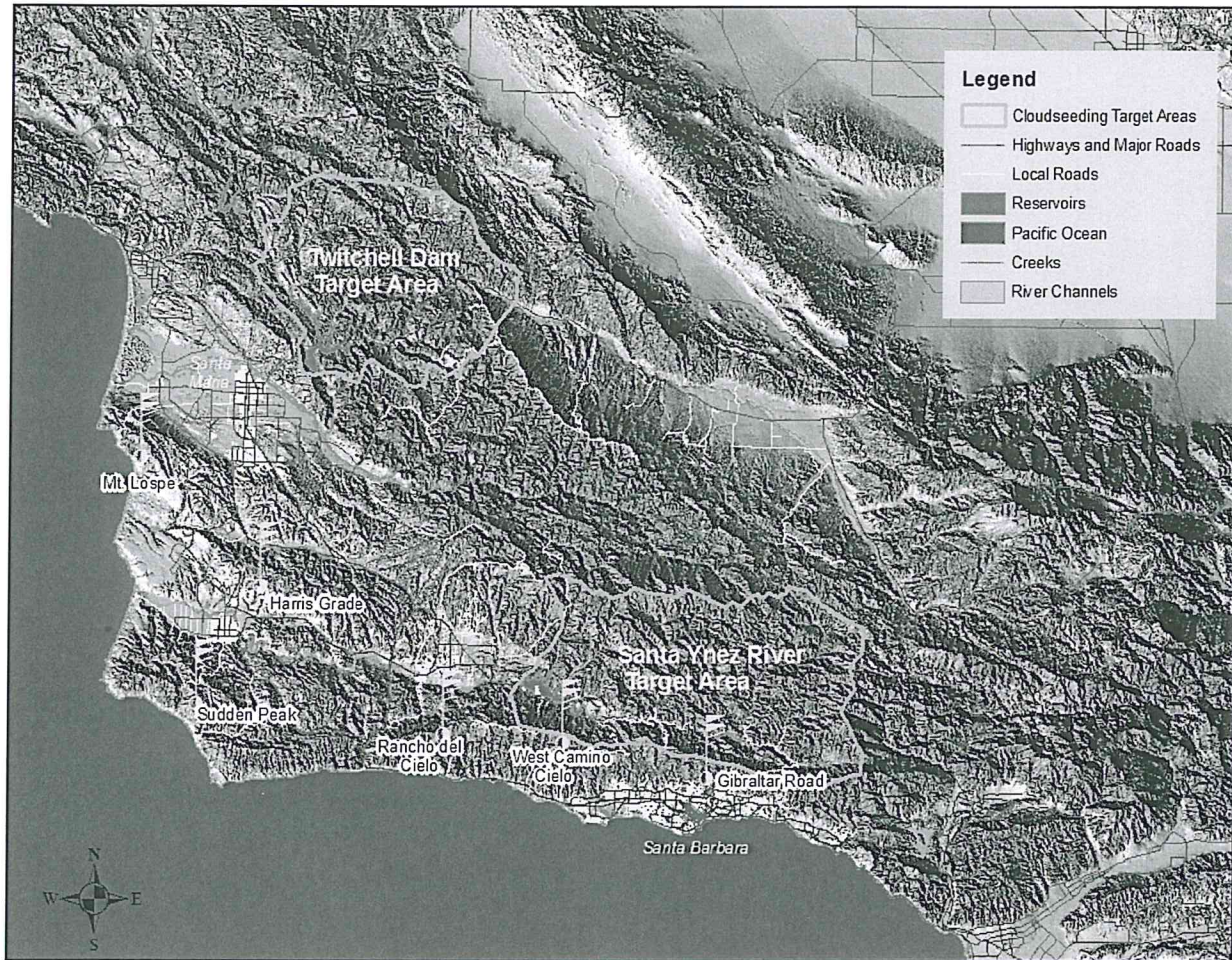 Legend
Cloudseeding Target Areas
Highways and Major Roads
Local Roads
Reservoirs
Pacific Ocean
Creeks
River Channels
Twitchell Dam
Target Area
Santa
Maria
Mt. Lospe
Harris Grade
Santa Ynez River
Target Area
Sudden Peak
Rancho del
Cielo
West Camino
Cielo
Gibraltar Road
Santa Barbara
N
W
E
S